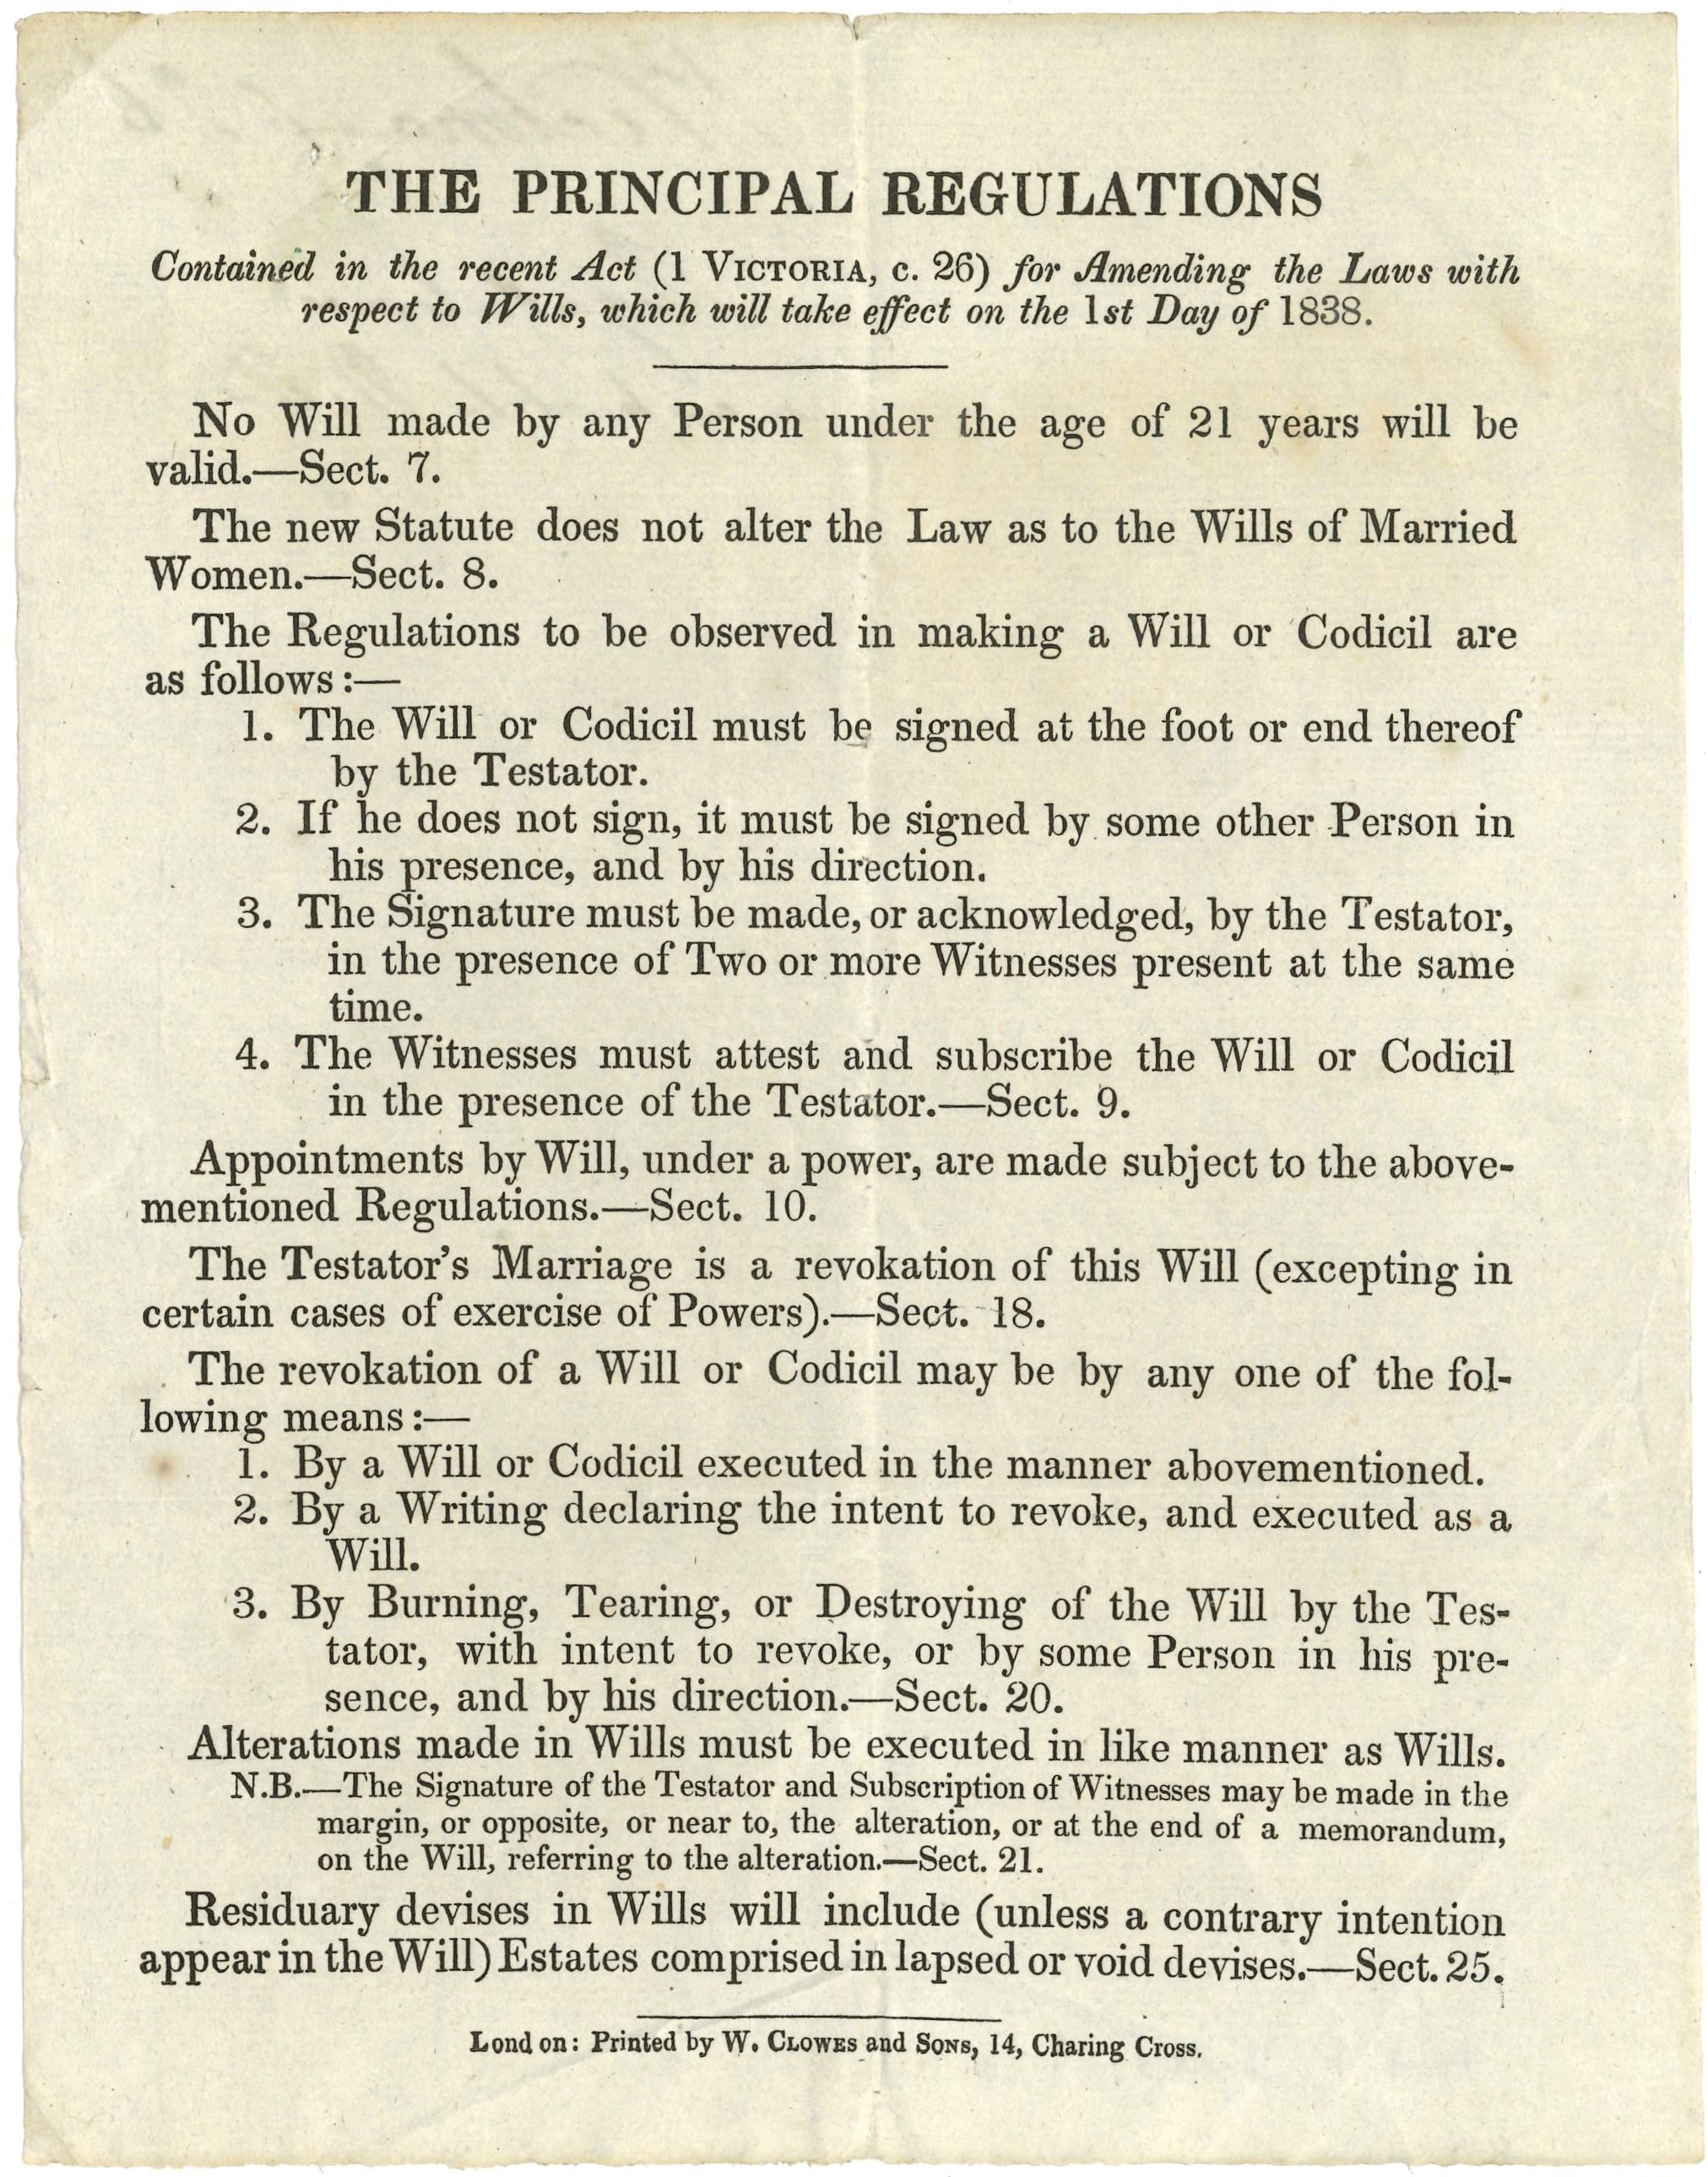 THE PRINCIPAL REGULATIONS
Contained in the recent Act (1 VICTORIA, c. 26) for Amending the Laws with
respect to Wills, which will take effect on the 1st Day of 1838.
No Will made by any Person under the age of 21 years will be
valid.—Sect. 7.
The new Statute does not alter the Law as to the Wills of Married
Women.—Sect. 8.
The Regulations to be observed in making a Will or Codicil are
as follows:—
1. The Will or Codicil must be signed at the foot or end thereof
by the Testator.
2. If he does not sign, it must be signed by some other Person in
his presence, and by his direction.
3. The Signature must be made, or acknowledged, by the Testator,
in the presence of Two or more Witnesses present at the same
time.
4. The Witnesses must attest and subscribe the Will or Codicil
in the presence of the Testator.—Sect. 9.
Appointments by Will, under a power, are made subject to the above-
mentioned Regulations.—Sect. 10.
The Testator's Marriage is a revokation of this Will (excepting in
certain cases of exercise of Powers).—Sect. 18.
The revokation of a Will or Codicil may be by any one of the fol-
lowing means:—
1. By a Will or Codicil executed in the manner abovementioned.
2. By a Writing declaring the intent to revoke, and executed as a
Will.
3. By Burning, Tearing, or Destroying of the Will by the Tes-
tator, with intent to revoke, or by some Person in his pre-
sence, and by his direction.—Sect. 20.
Alterations made in Wills must be executed in like manner as Wills.
N.B.—The Signature of the Testator and Subscription of Witnesses may be made in the
margin, or opposite, or near to, the alteration, or at the end of a memorandum,
on the Will, referring to the alteration.—Sect. 21.
Residuary devises in Wills will include (unless a contrary intention
appear in the Will) Estates comprised in lapsed or void devises.—Sect. 25.
London: Printed by W. CLOWES and SONS, 14, Charing Cross.